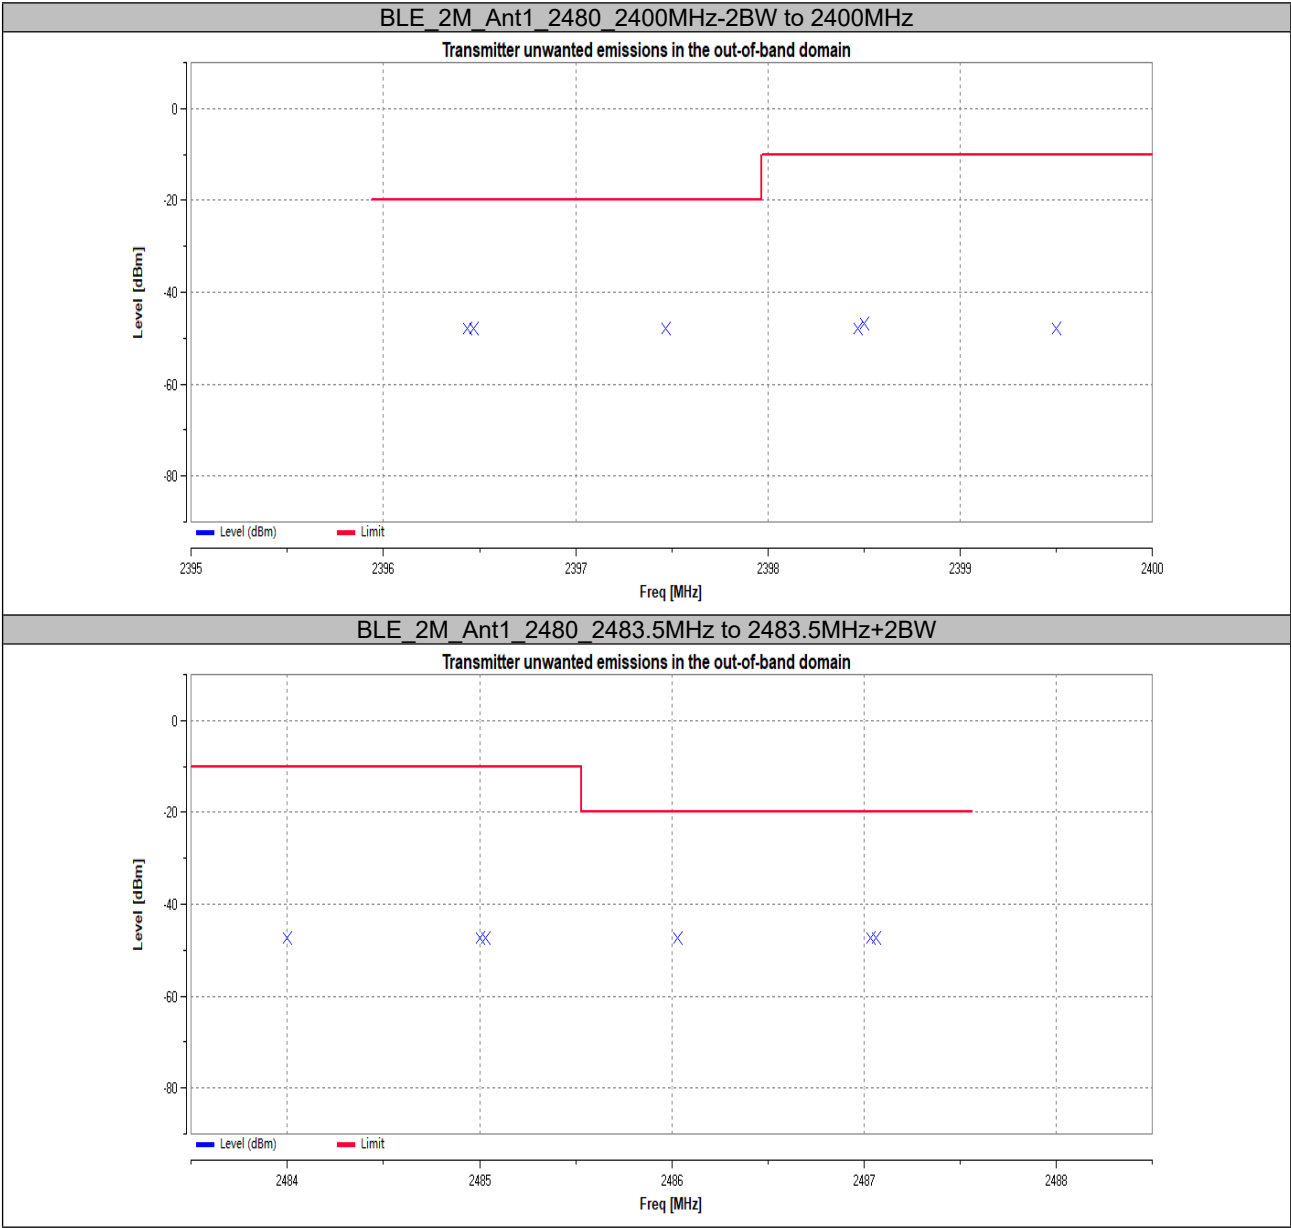 BLE_2M_Ant1_2480_2400MHz-2BW to 2400MHz
Transmitter unwanted emissions in the out-of-band domain
0
-20
-40
-60
-80
Level [dBm]
Level (dBm)
Limit
2395
2396
2397
2398
2399
2400
Freq [MHz]
BLE_2M_Ant1_2480_2483.5MHz to 2483.5MHz+2BW
Transmitter unwanted emissions in the out-of-band domain
0
-20
-40
-60
-80
Level [dBm]
Level (dBm)
Limit
2484
2485
2486
2487
2488
Freq [MHz]